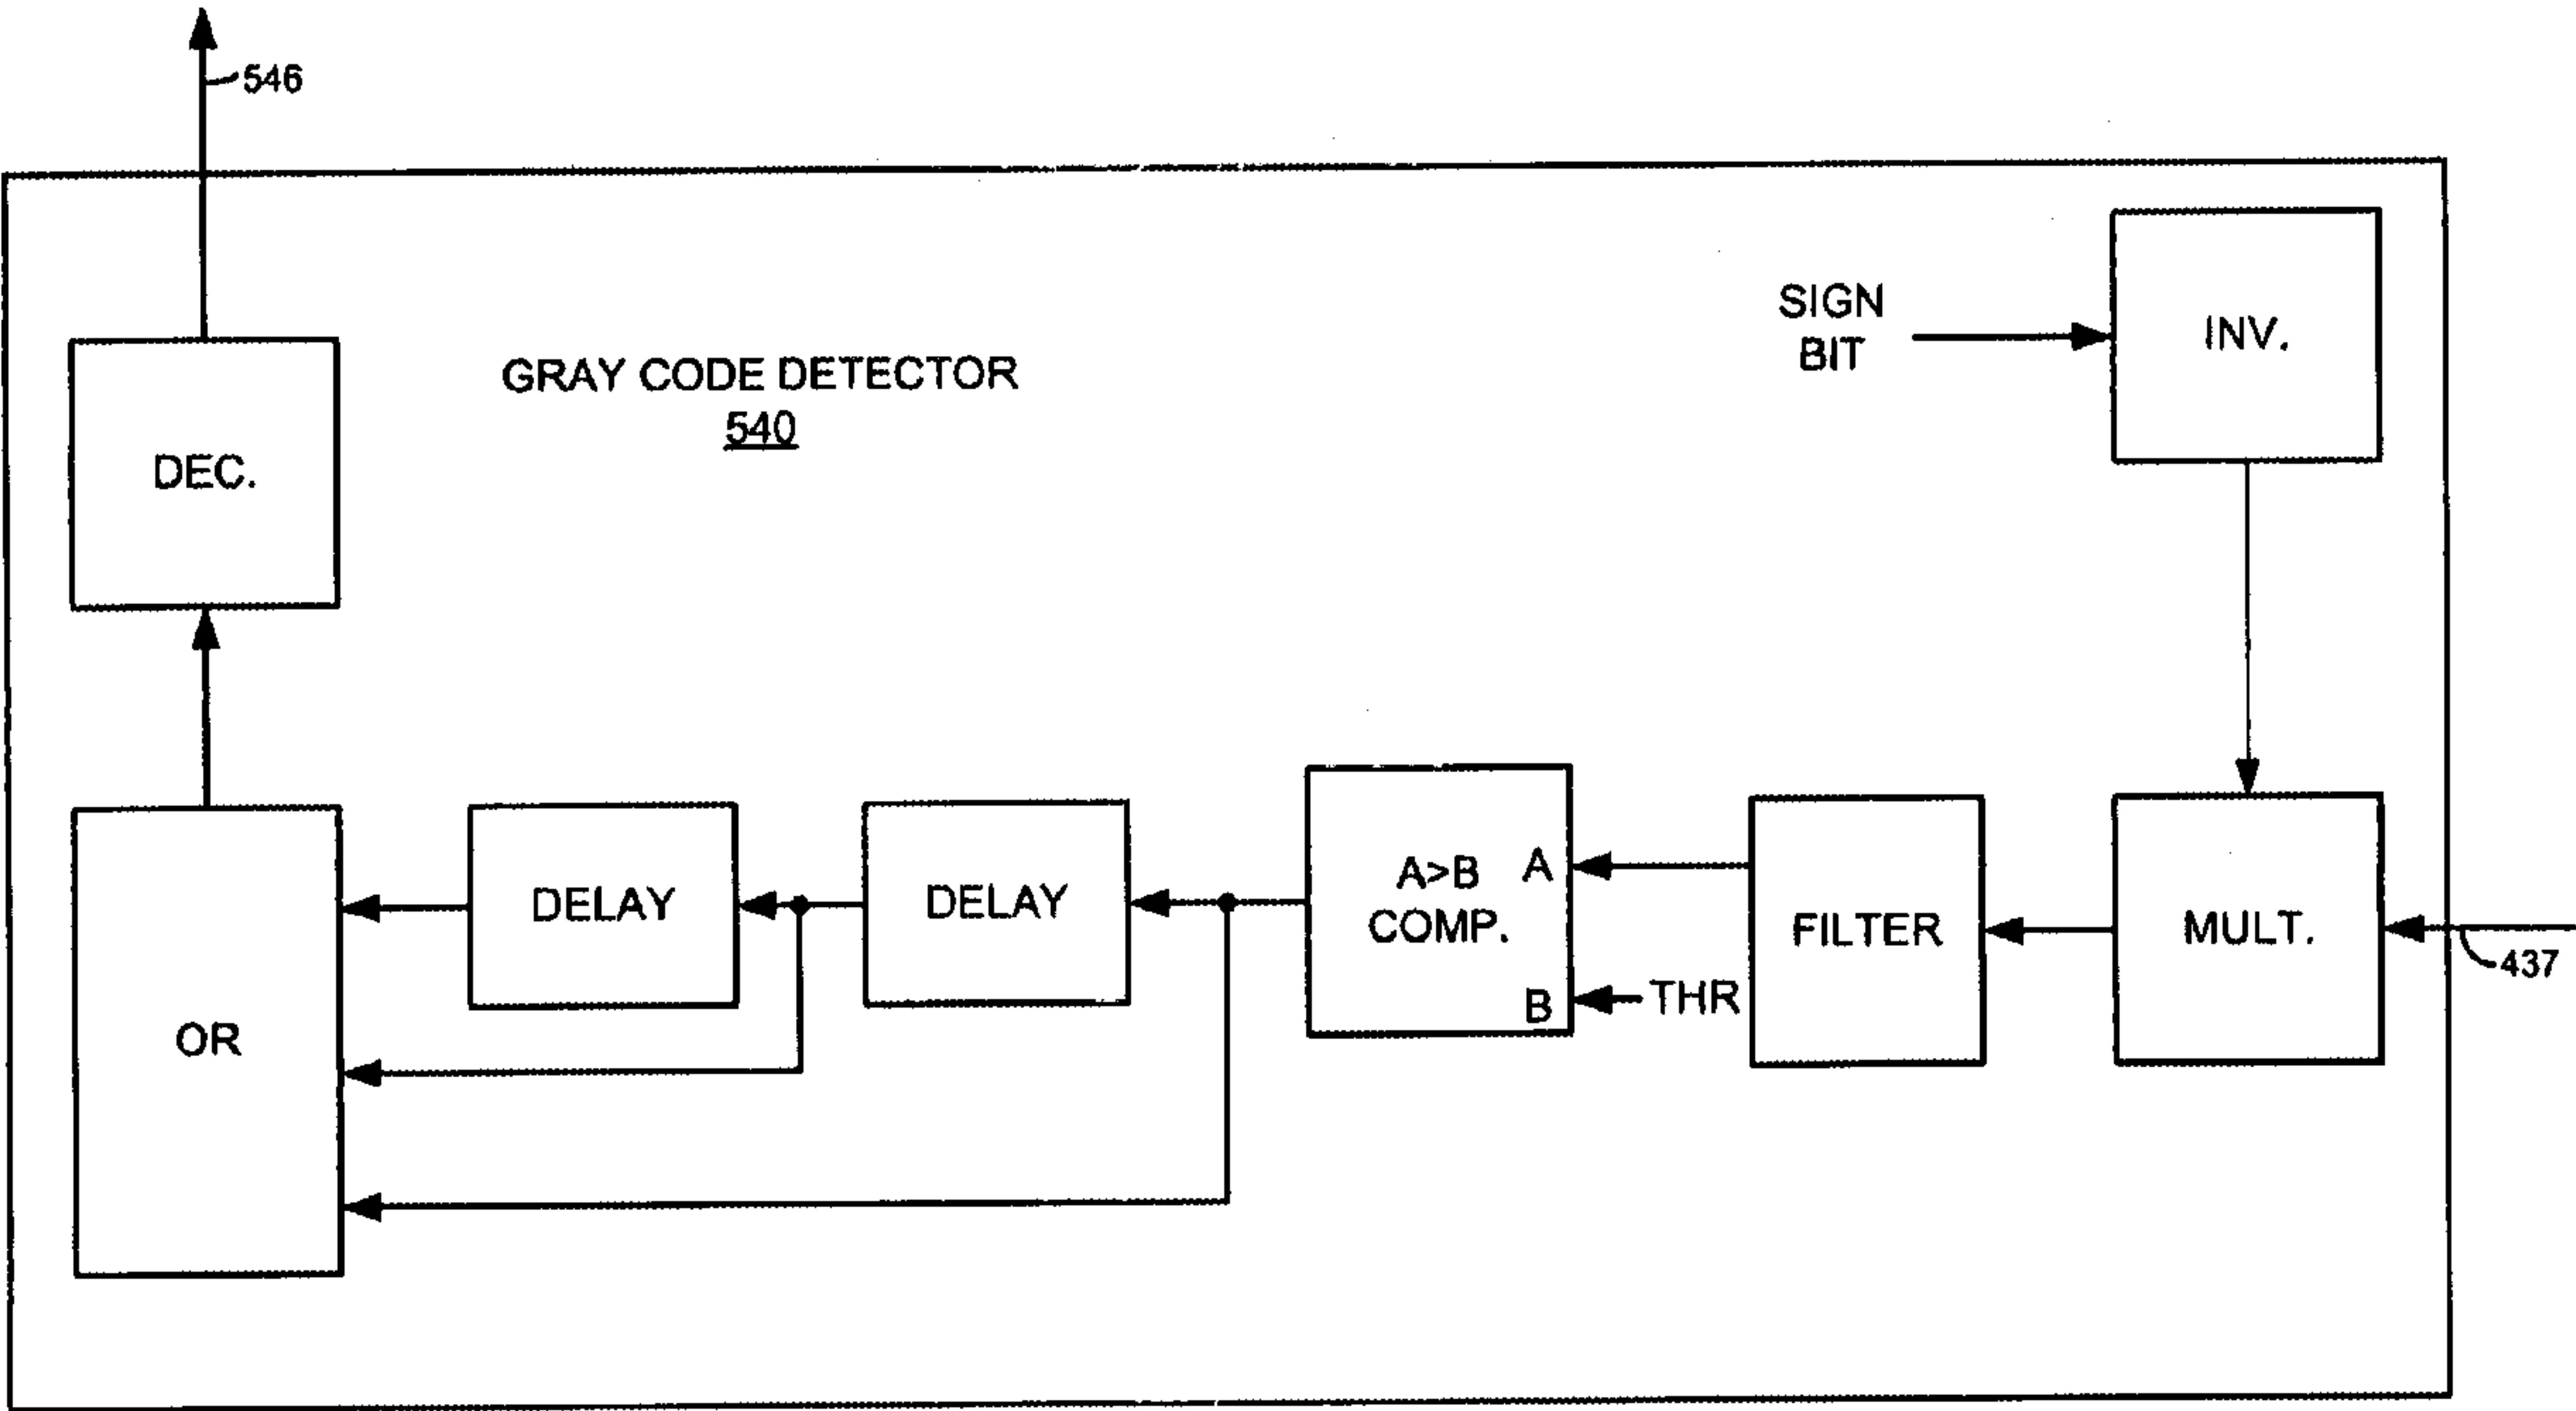 546
SIGN
BIT
INV.
GRAY CODE DETECTOR
540
DEC.
A>B
COMP.
A
B
THR
DELAY
DELAY
FILTER
MULT.
437
OR